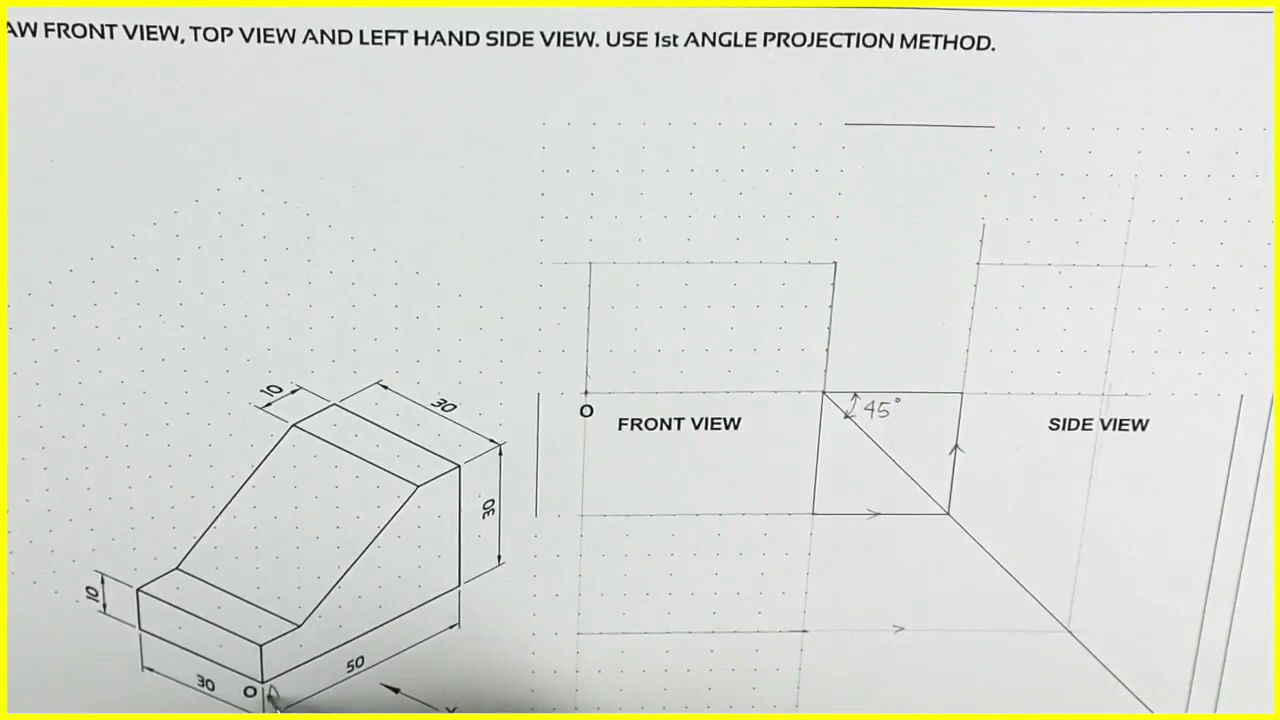 AW FRONT VIEW, TOP VIEW AND LEFT HAND SIDE VIEW. USE 1st ANGLE PROJECTION METHOD.
10
30
45°
O
FRONT VIEW
SIDE VIEW
30
10
50
30
O